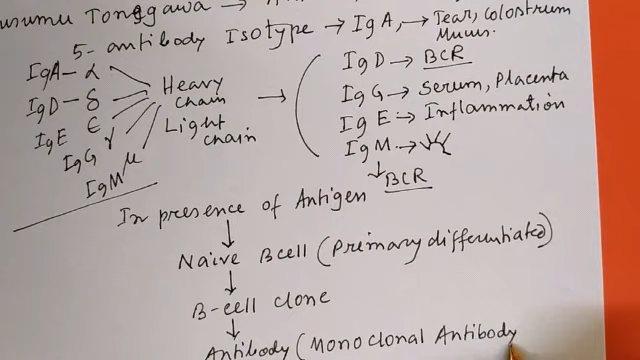 usumu Tonggawa →
5- antibody Isotype → IgA, → Tear, Colostrum
Mucus.
IgA - α
IgD - δ
IgE ε
IgG γ
IgM μ
Heavy
chain
Light
chain
→
IgD → BCR
IgG → Serum, Placenta
IgE → Inflammation
IgM →
↓
BCR
In presence of Antigen
↓
Naive B cell (Primary differentiated)
↓
B-cell clone
↓
Antibody (Monoclonal Antibody